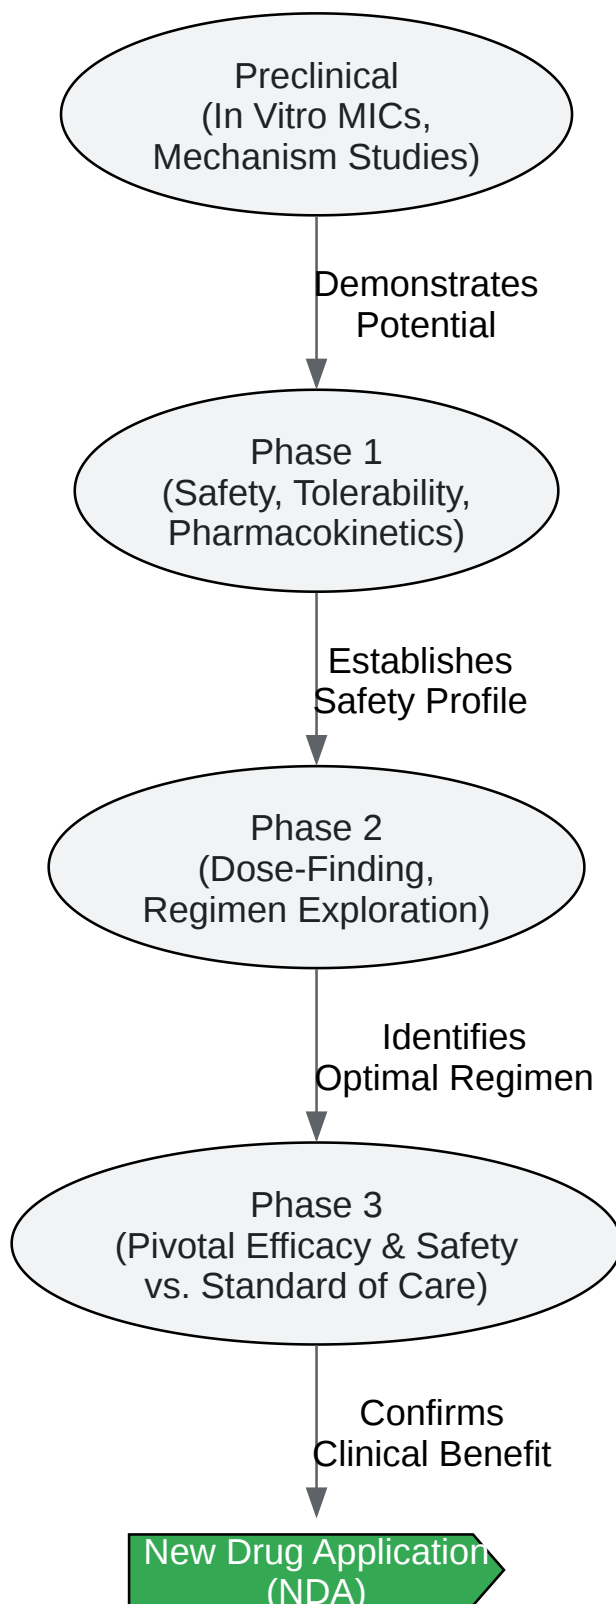 Preclinical
(In Vitro MICs,
Mechanism Studies)
Demonstrates
Potential
Phase 1
(Safety, Tolerability,
Pharmacokinetics)
Establishes
Safety Profile
Phase 2
(Dose-Finding,
Regimen Exploration)
Identifies
Optimal Regimen
Phase 3
(Pivotal Efficacy & Safety
vs. Standard of Care)
Confirms
Clinical Benefit
New Drug Application
(NDA)